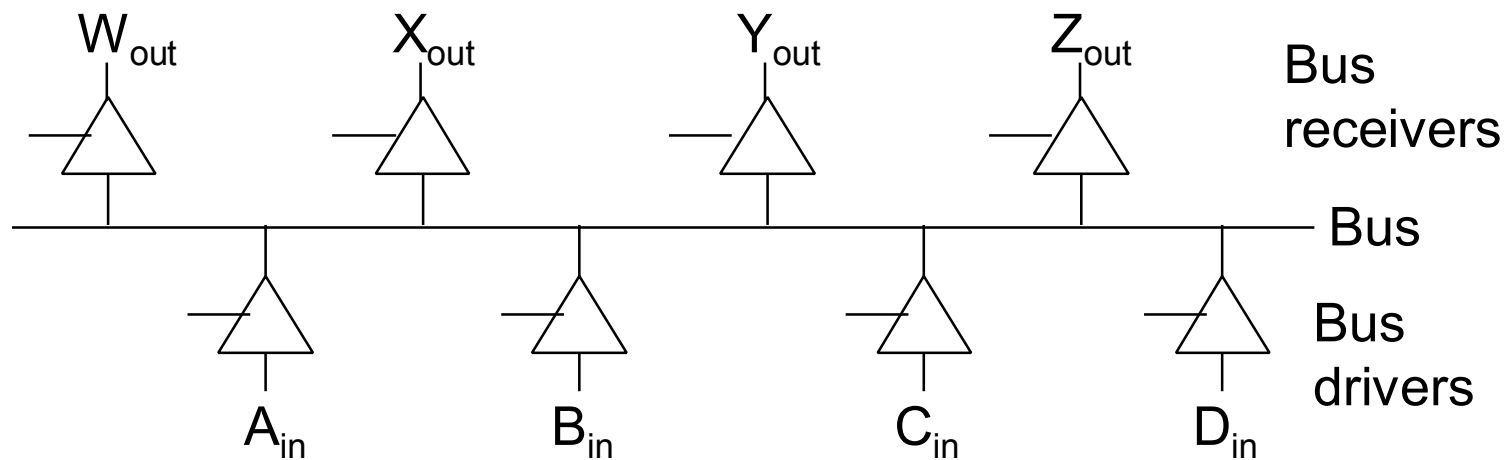 Wout
Xout
Yout
Zout
Bus
receivers
Bus
Bus
drivers
Ain
Bin
Cin
Din